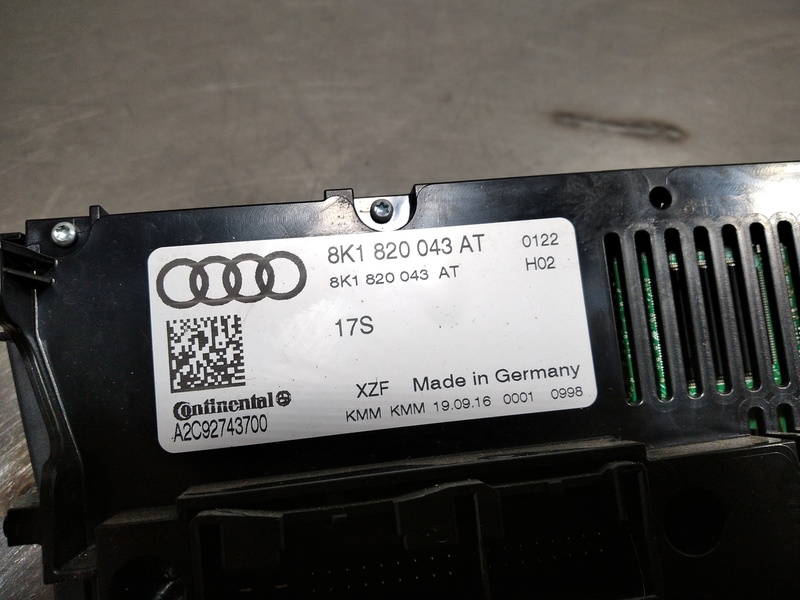 8K1 820 043 AT 0122
8K1 820 043 AT H02
17S
XZF Made in Germany
Continental
KMM KMM 19.09.16 0001 0998
A2C92743700